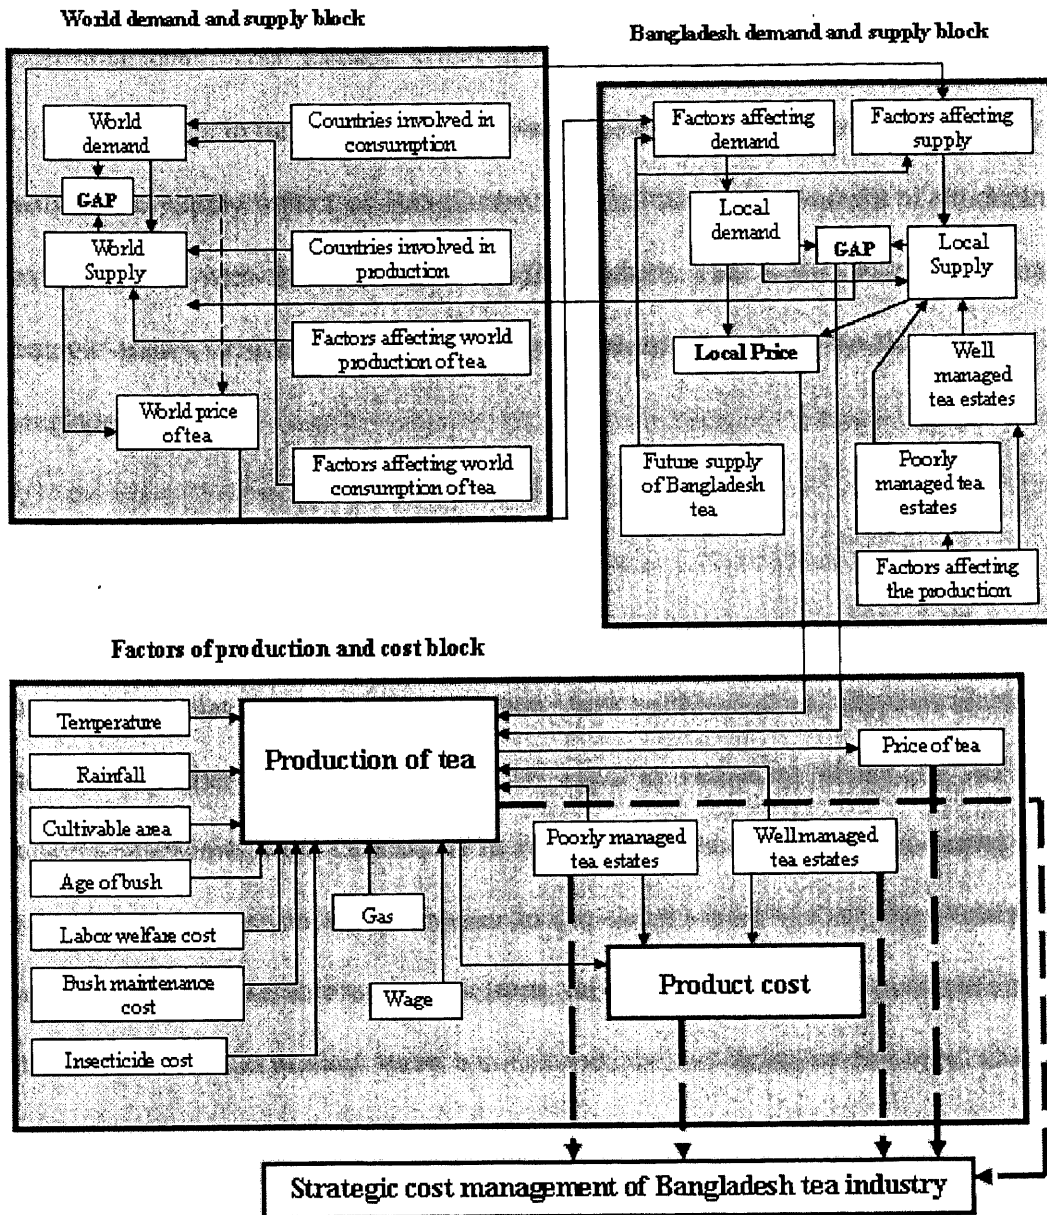 World demand and supply block
World
demand
Countries involved in
consumption
GAP
World
Supply
Countries involved in
production
Factors affecting world
production of tea
World price
of tea
Factors affecting world
consumption of tea
Bangladesh demand and supply block
Factors affecting
demand
Factors affecting
supply
Local
demand
GAP
Local
Supply
Local Price
Well
managed
tea estates
Future supply
of Bangladesh
tea
Poorly
managed tea
estates
Factors affecting
the production
Factors of production and cost block
Temperature
Rainfall
Cultivable area
Age of bush
Labor welfare cost
Bush maintenance
cost
Insecticide cost
Production of tea
Gas
Wage
Price of tea
Poorly managed
tea estates
Well managed
tea estates
Product cost
Strategic cost management of Bangladesh tea industry